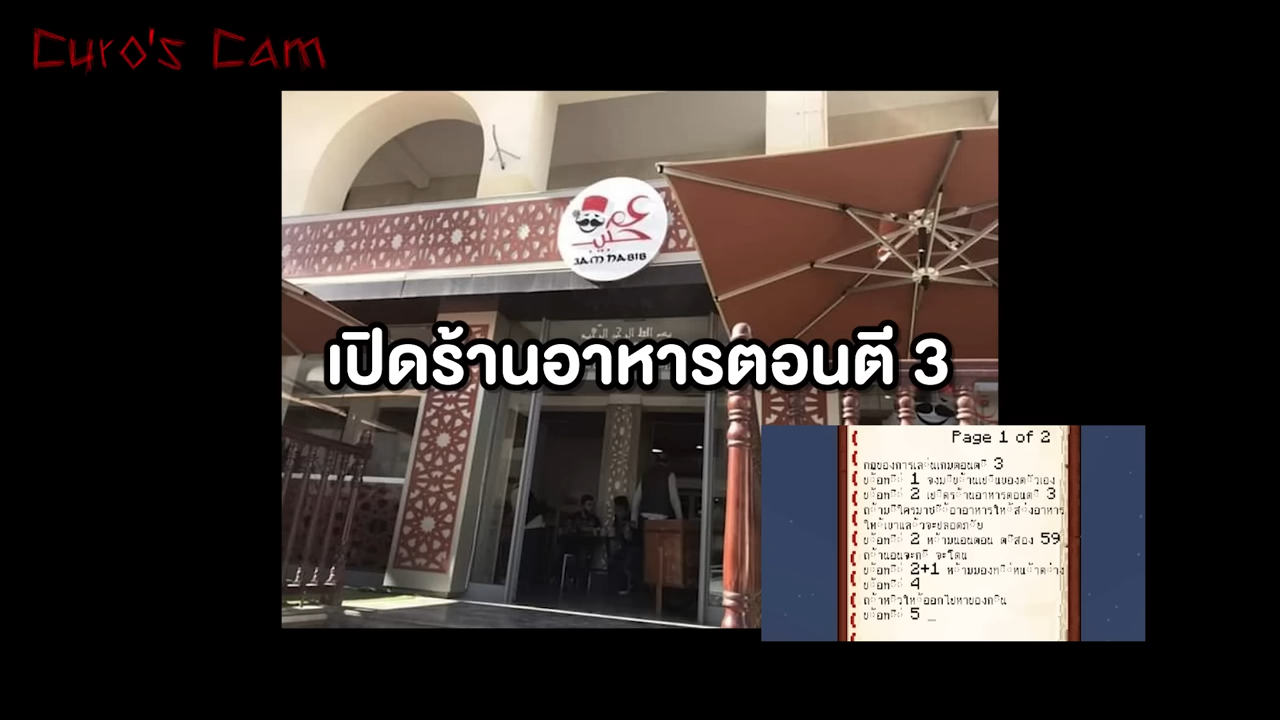 Curo's Cam
عم حبيب
3AM HABIB
เปิดร้านอาหารตอนตี 3
Page 1 of 2
กฎของการเล่นเกมตอนตี 3
ข้อที่ 1 จงมีร้านเป็นของตัวเอง
ข้อที่ 2 เปิดร้านอาหารตอนตี 3
ถ้ามีใครมาซื้ออาหารให้ส่งอาหาร
ให้เขาแล้วจะปลอดภัย
ข้อที่ 2 ห้ามนอนตอน ตีสอง 59
ถ้านอนจะถูกี จะโดน
ข้อที่ 2+1 ห้ามมองที่หน้าต่าง
ข้อที่ 4
ถ้าหิวให้ออกไปหาของกิน
ข้อที่ 5 _